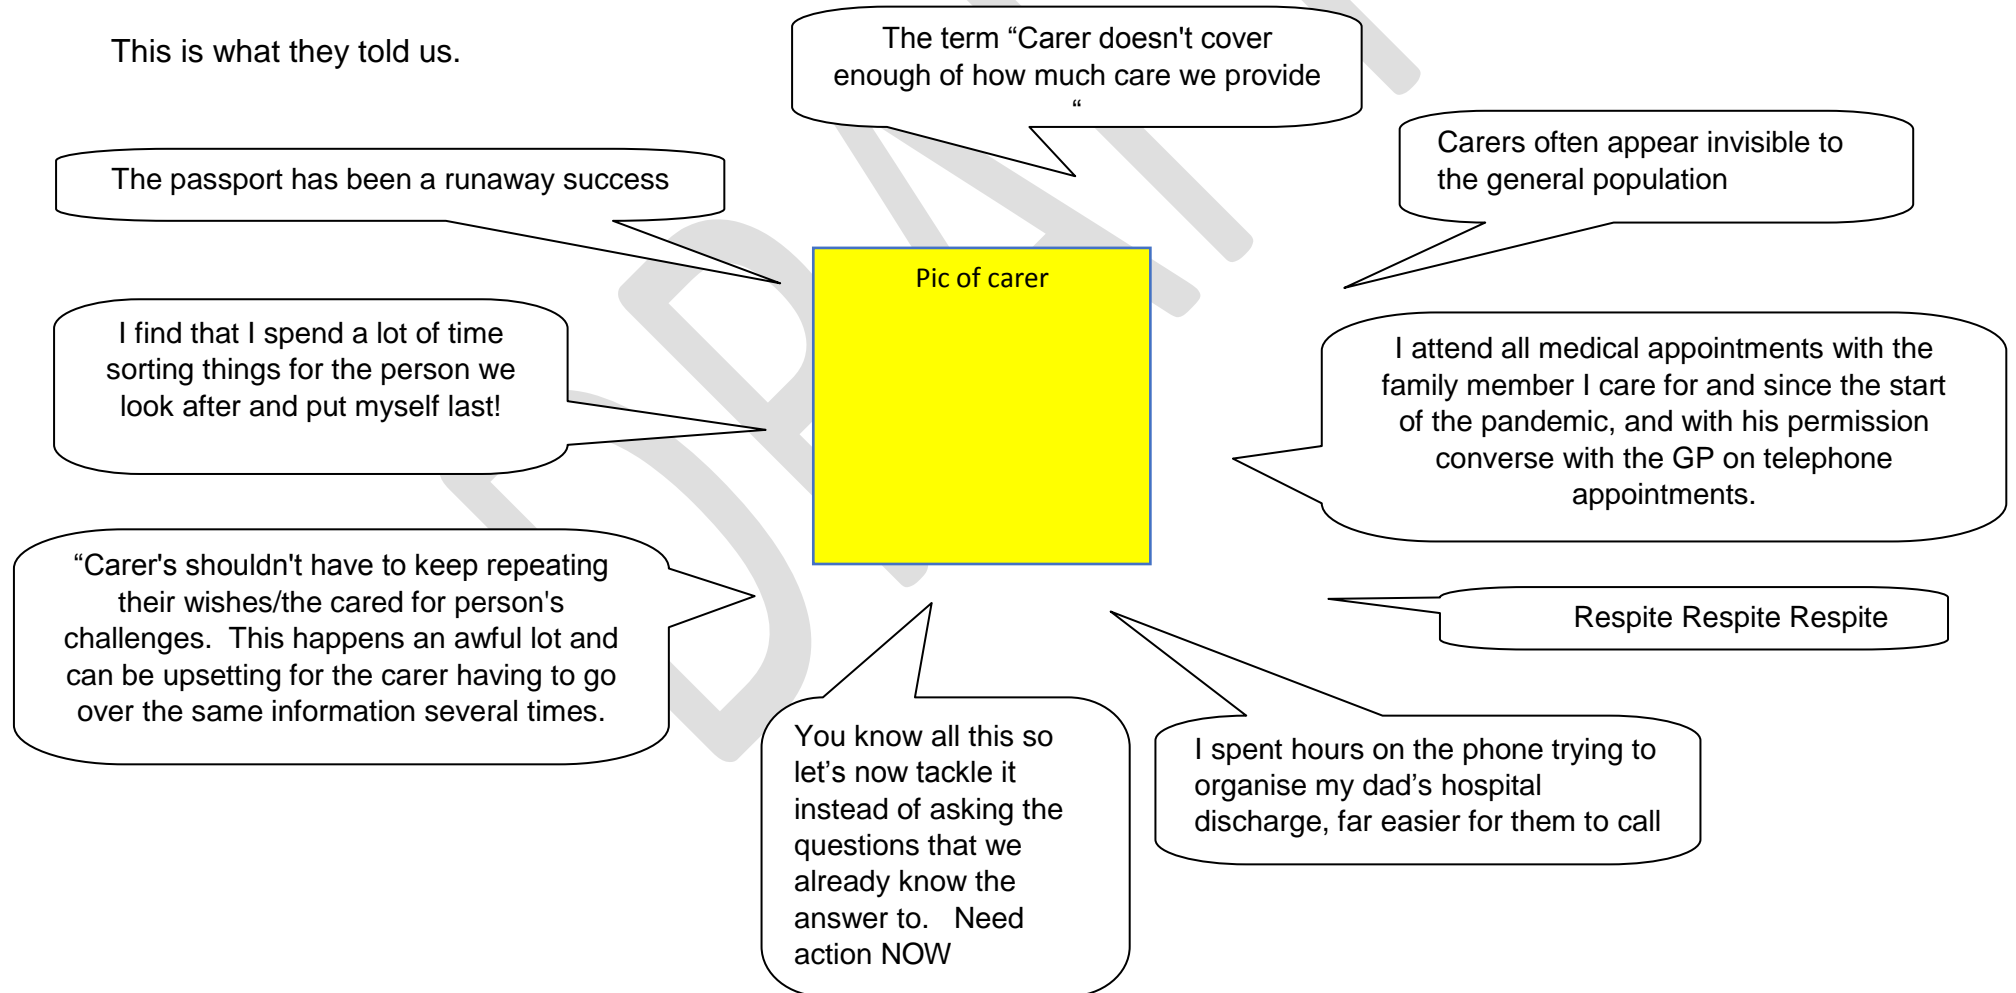 This is what they told us.
The term “Carer doesn't cover
enough of how much care we provide
“
Carers often appear invisible to
the general population
The passport has been a runaway success
Pic of carer
I find that I spend a lot of time
sorting things for the person we
look after and put myself last!
I attend all medical appointments with the
family member I care for and since the start
of the pandemic, and with his permission
converse with the GP on telephone
appointments.
“Carer's shouldn't have to keep repeating
their wishes/the cared for person's
challenges.  This happens an awful lot and
can be upsetting for the carer having to go
over the same information several times.
Respite Respite Respite
You know all this so
let’s now tackle it
instead of asking the
questions that we
already know the
answer to.   Need
action NOW
I spent hours on the phone trying to
organise my dad’s hospital
discharge, far easier for them to call
DRAFT